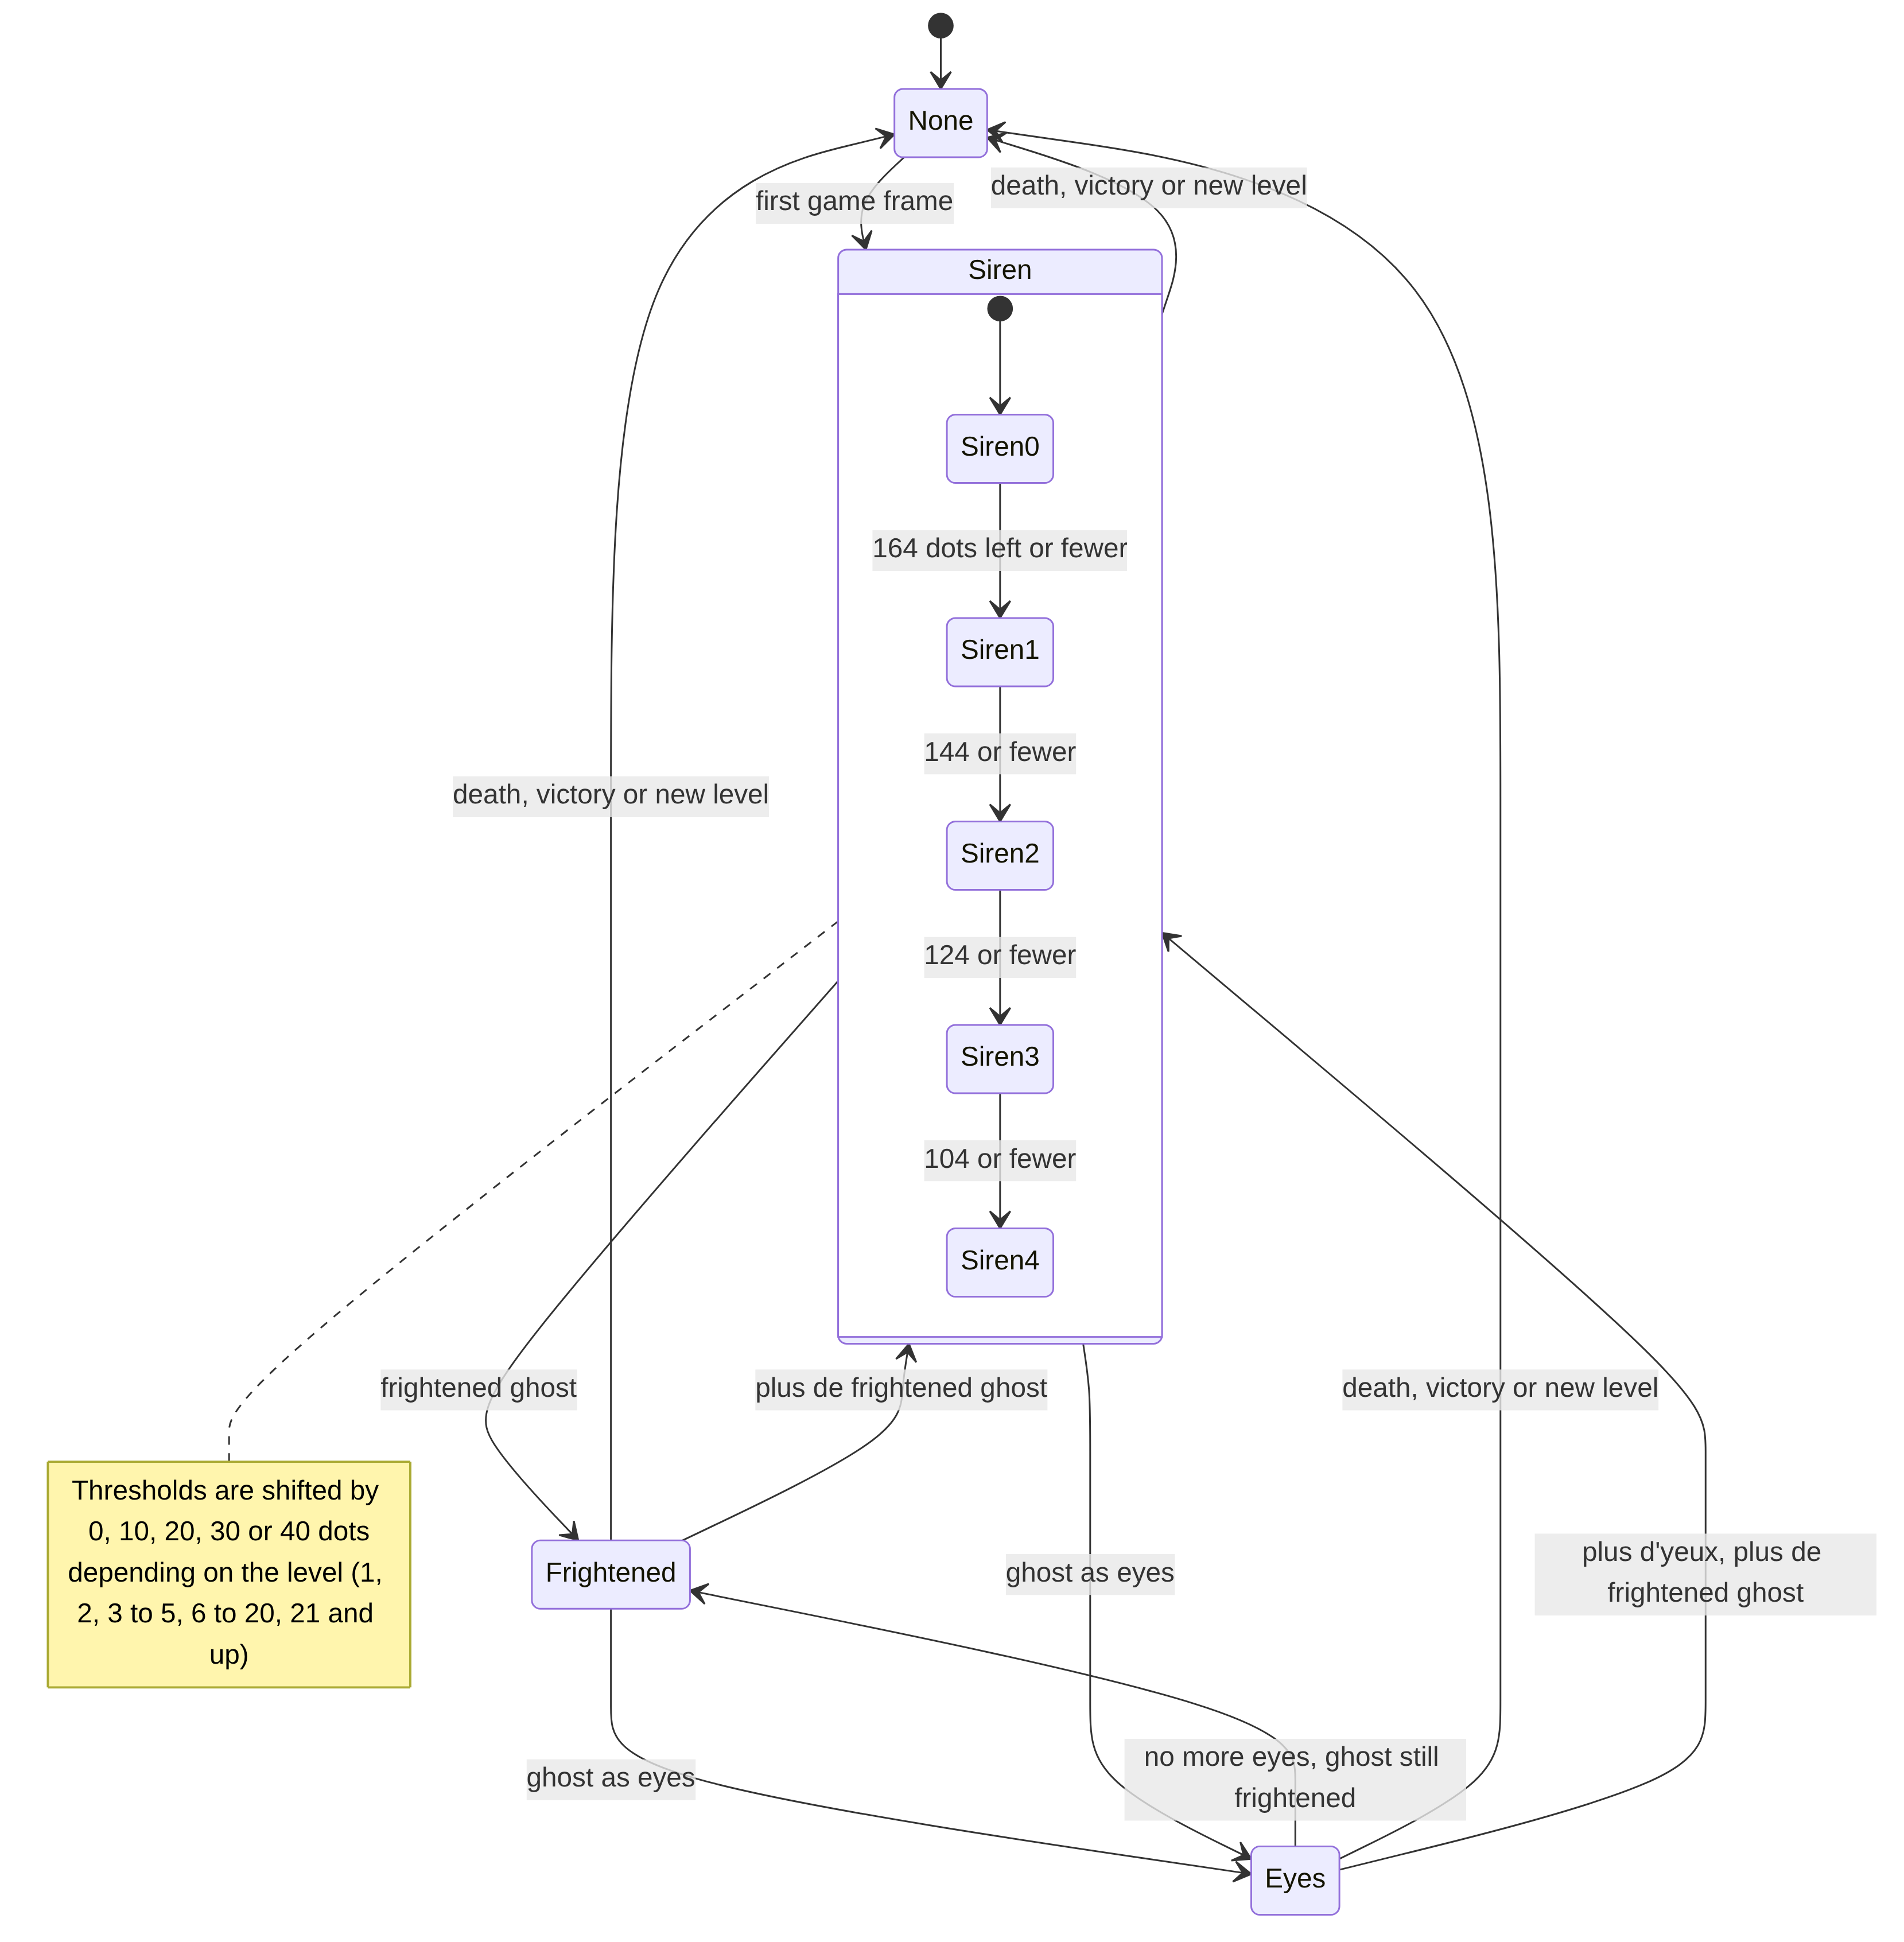 None
death, victory or new level
first game frame
Siren
Siren0
164 dots left or fewer
Siren1
144 or fewer
death, victory or new level
Siren2
124 or fewer
Siren3
104 or fewer
Siren4
frightened ghost
plus de frightened ghost
death, victory or new level
Thresholds are shifted by
0, 10, 20, 30 or 40 dots
depending on the level (1,
2, 3 to 5, 6 to 20, 21 and
up)
Frightened
ghost as eyes
plus d'yeux, plus de
frightened ghost
ghost as eyes
no more eyes, ghost still
frightened
Eyes